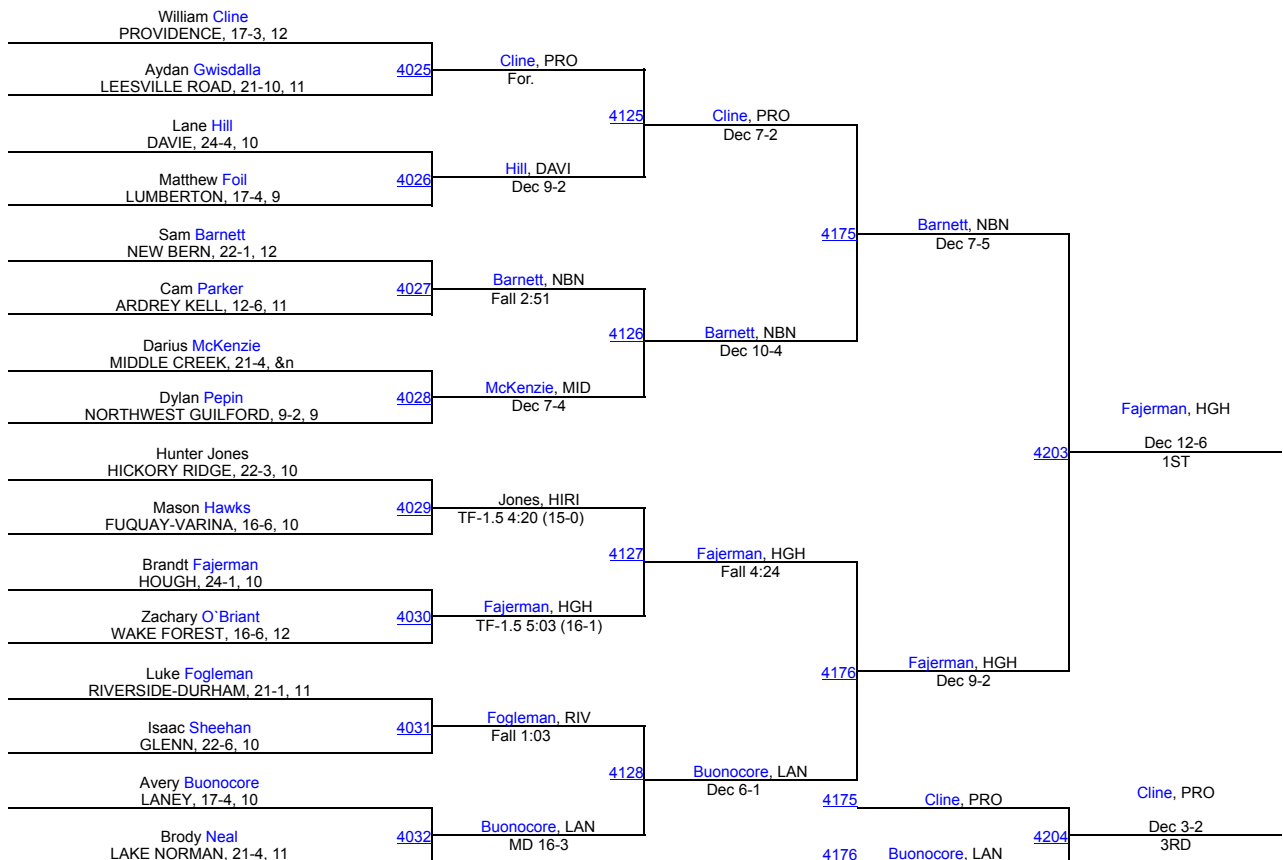 William Cline
PROVIDENCE, 17-3, 12
Aydan Gwisdalla
LEESVILLE ROAD, 21-10, 11
4025
Cline, PRO
For.
Lane Hill
DAVIE, 24-4, 10
Matthew Foil
LUMBERTON, 17-4, 9
4026
Hill, DAVI
Dec 9-2
4125
Cline, PRO
Dec 7-2
Sam Barnett
NEW BERN, 22-1, 12
Cam Parker
ARDREY KELL, 12-6, 11
4027
Barnett, NBN
Fall 2:51
Darius McKenzie
MIDDLE CREEK, 21-4, &n
Dylan Pepin
NORTHWEST GUILFORD, 9-2, 9
4028
McKenzie, MID
Dec 7-4
4126
Barnett, NBN
Dec 10-4
4175
Barnett, NBN
Dec 7-5
Hunter Jones
HICKORY RIDGE, 22-3, 10
Mason Hawks
FUQUAY-VARINA, 16-6, 10
4029
Jones, HIRI
TF-1.5 4:20 (15-0)
Brandt Fajerman
HOUGH, 24-1, 10
Zachary O`Briant
WAKE FOREST, 16-6, 12
4030
Fajerman, HGH
TF-1.5 5:03 (16-1)
4127
Fajerman, HGH
Fall 4:24
Luke Fogleman
RIVERSIDE-DURHAM, 21-1, 11
Isaac Sheehan
GLENN, 22-6, 10
4031
Fogleman, RIV
Fall 1:03
Avery Buonocore
LANEY, 17-4, 10
Brody Neal
LAKE NORMAN, 21-4, 11
4032
Buonocore, LAN
MD 16-3
4128
Buonocore, LAN
Dec 6-1
4176
Fajerman, HGH
Dec 9-2
4203
Fajerman, HGH
Dec 12-6
1ST
4175
Cline, PRO
4176
Buonocore, LAN
4204
Cline, PRO
Dec 3-2
3RD